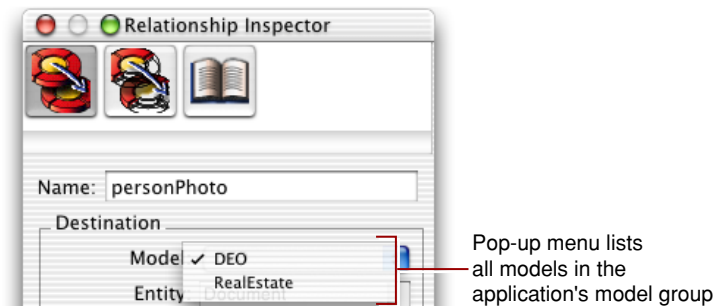 Relationship Inspector
Name: personPhoto
Destination
Model ✓ DEO
RealEstate
Entity: Document
Pop-up menu lists
all models in the
application's model group